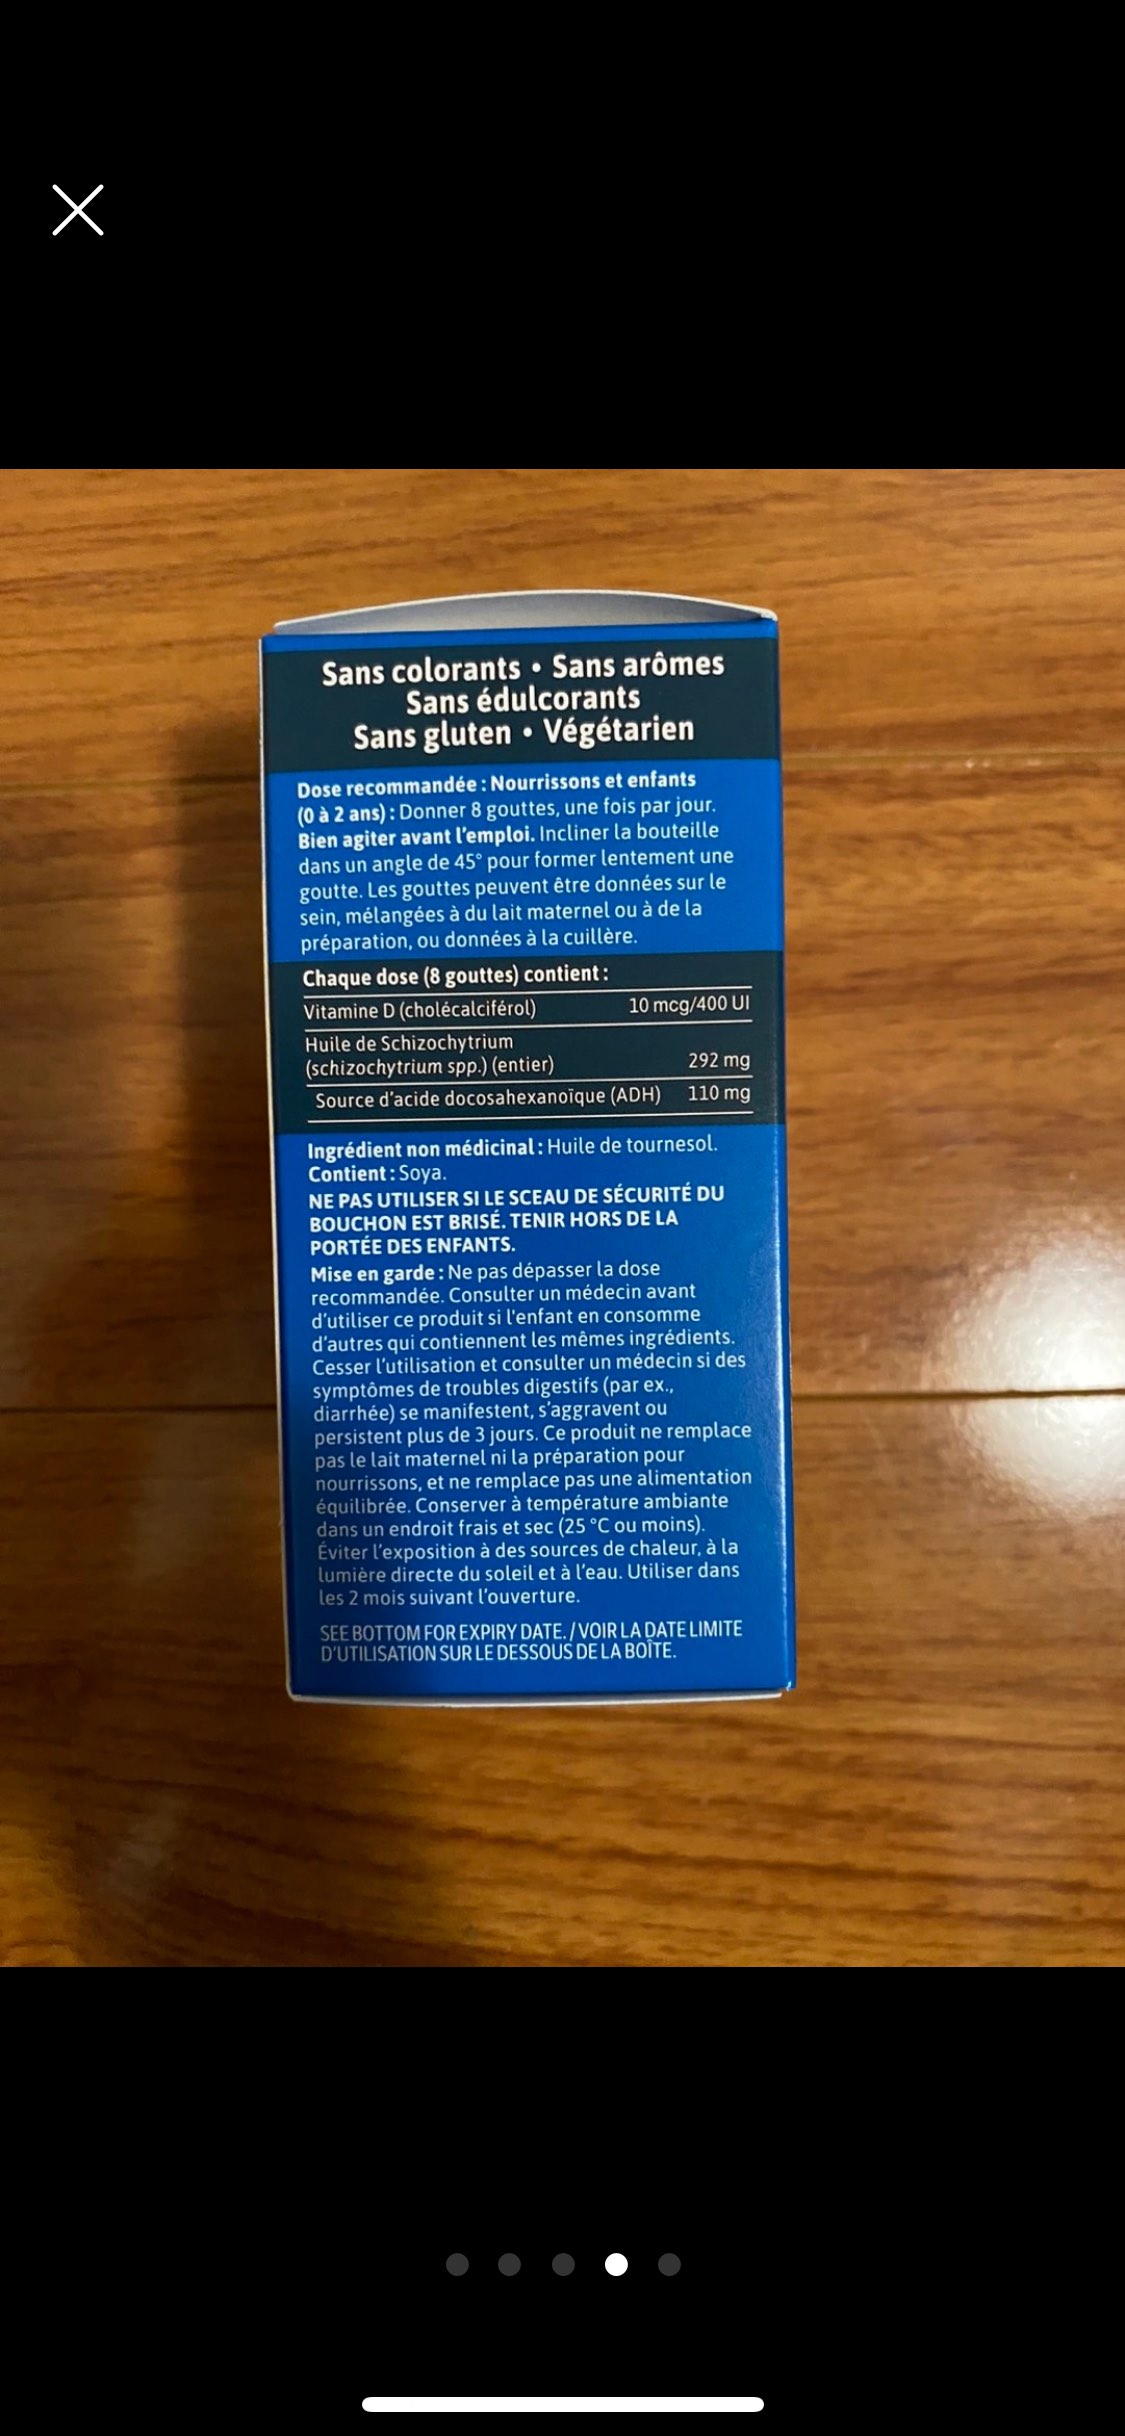 Sans colorants • Sans arômes
Sans édulcorants
Sans gluten • Végétarien
Dose recommandée : Nourrissons et enfants
(0 à 2 ans) : Donner 8 gouttes, une fois par jour.
Bien agiter avant l'emploi. Incliner la bouteille
dans un angle de 45° pour former lentement une
goutte. Les gouttes peuvent être données sur le
sein, mélangées à du lait maternel ou à de la
préparation, ou données à la cuillère.
Chaque dose (8 gouttes) contient :
Vitamine D (cholécalciférol) 10 mcg/400 UI
Huile de Schizochytrium
(schizochytrium spp.) (entier) 292 mg
Source d'acide docosahexanoïque (ADH) 110 mg
Ingrédient non médicinal : Huile de tournesol.
Contient : Soya.
NE PAS UTILISER SI LE SCEAU DE SÉCURITÉ DU
BOUCHON EST BRISÉ. TENIR HORS DE LA
PORTÉE DES ENFANTS.
Mise en garde : Ne pas dépasser la dose
recommandée. Consulter un médecin avant
d'utiliser ce produit si l'enfant en consomme
d'autres qui contiennent les mêmes ingrédients.
Cesser l'utilisation et consulter un médecin si des
symptômes de troubles digestifs (par ex.,
diarrhée) se manifestent, s'aggravent ou
persistent plus de 3 jours. Ce produit ne remplace
pas le lait maternel ni la préparation pour
nourrissons, et ne remplace pas une alimentation
équilibrée. Conserver à température ambiante
dans un endroit frais et sec (25 °C ou moins).
Éviter l'exposition à des sources de chaleur, à la
lumière directe du soleil et à l'eau. Utiliser dans
les 2 mois suivant l'ouverture.
SEE BOTTOM FOR EXPIRY DATE. / VOIR LA DATE LIMITE
D'UTILISATION SUR LE DESSOUS DE LA BOÎTE.